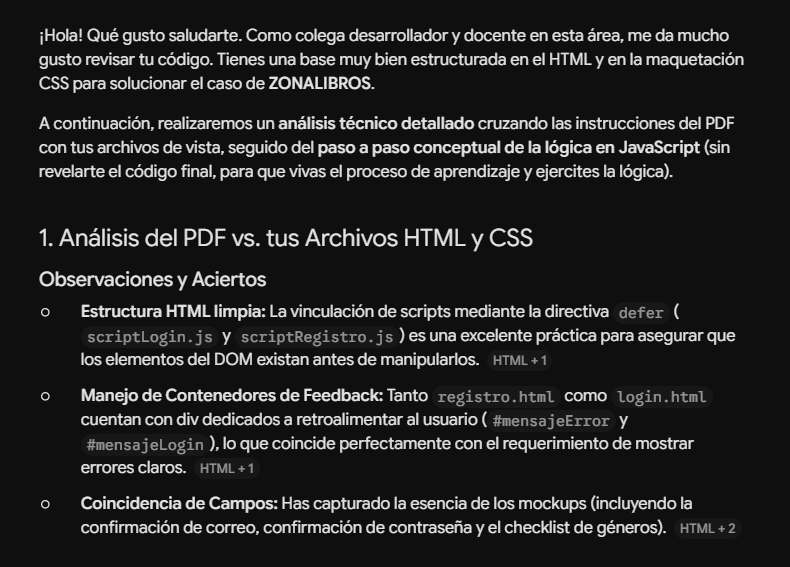 ¡Hola! Qué gusto saludarte. Como colega desarrollador y docente en esta área, me da mucho
gusto revisar tu código. Tienes una base muy bien estructurada en el HTML y en la maquetación
CSS para solucionar el caso de ZONALIBROS.
A continuación, realizaremos un análisis técnico detallado cruzando las instrucciones del PDF
con tus archivos de vista, seguido del paso a paso conceptual de la lógica en JavaScript (sin
revelarte el código final, para que vivas el proceso de aprendizaje y ejercites la lógica).
1. Análisis del PDF vs. tus Archivos HTML y CSS
Observaciones y Aciertos
Estructura HTML limpia: La vinculación de scripts mediante la directiva defer (
scriptLogin.js y scriptRegistro.js ) es una excelente práctica para asegurar que
los elementos del DOM existan antes de manipularlos. HTML + 1
Manejo de Contenedores de Feedback: Tanto registro.html como login.html
cuentan con div dedicados a retroalimentar al usuario ( #mensajeError y
#mensajeLogin ), lo que coincide perfectamente con el requerimiento de mostrar
errores claros. HTML + 1
Coincidencia de Campos: Has capturado la esencia de los mockups (incluyendo la
confirmación de correo, confirmación de contraseña y el checklist de géneros). HTML + 2